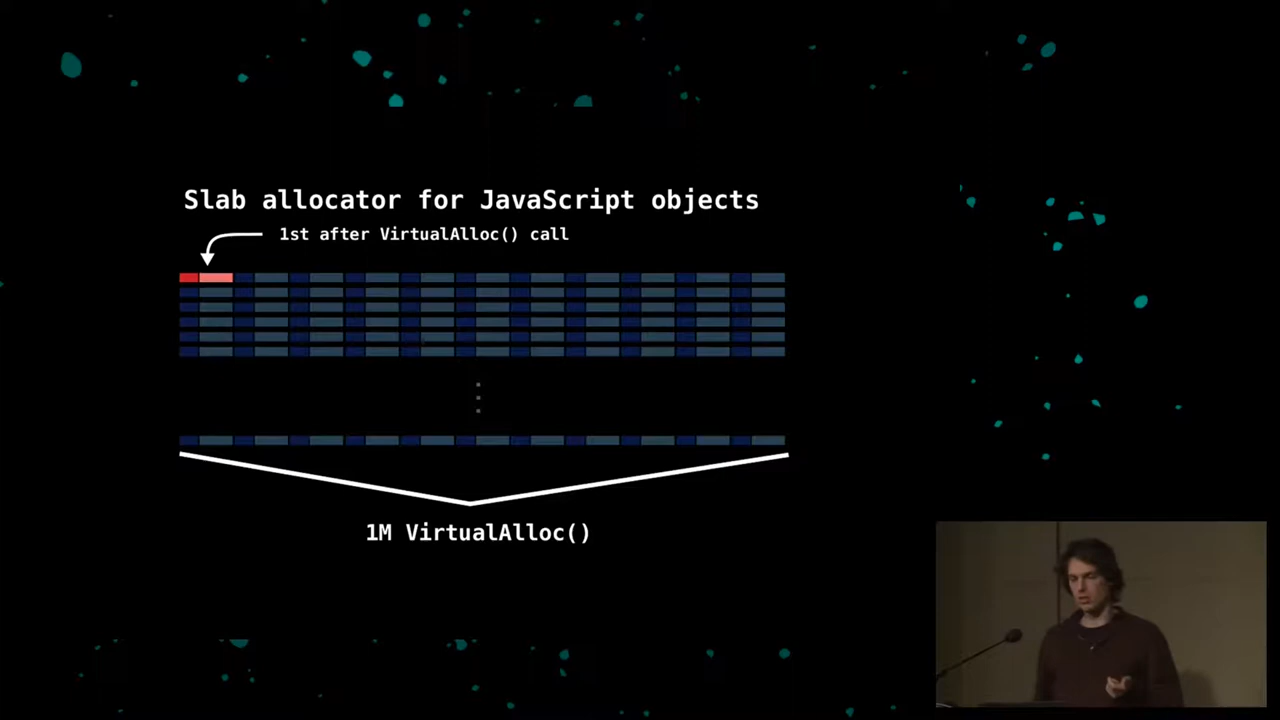 Slab allocator for JavaScript objects
1st after VirtualAlloc() call
1M VirtualAlloc()